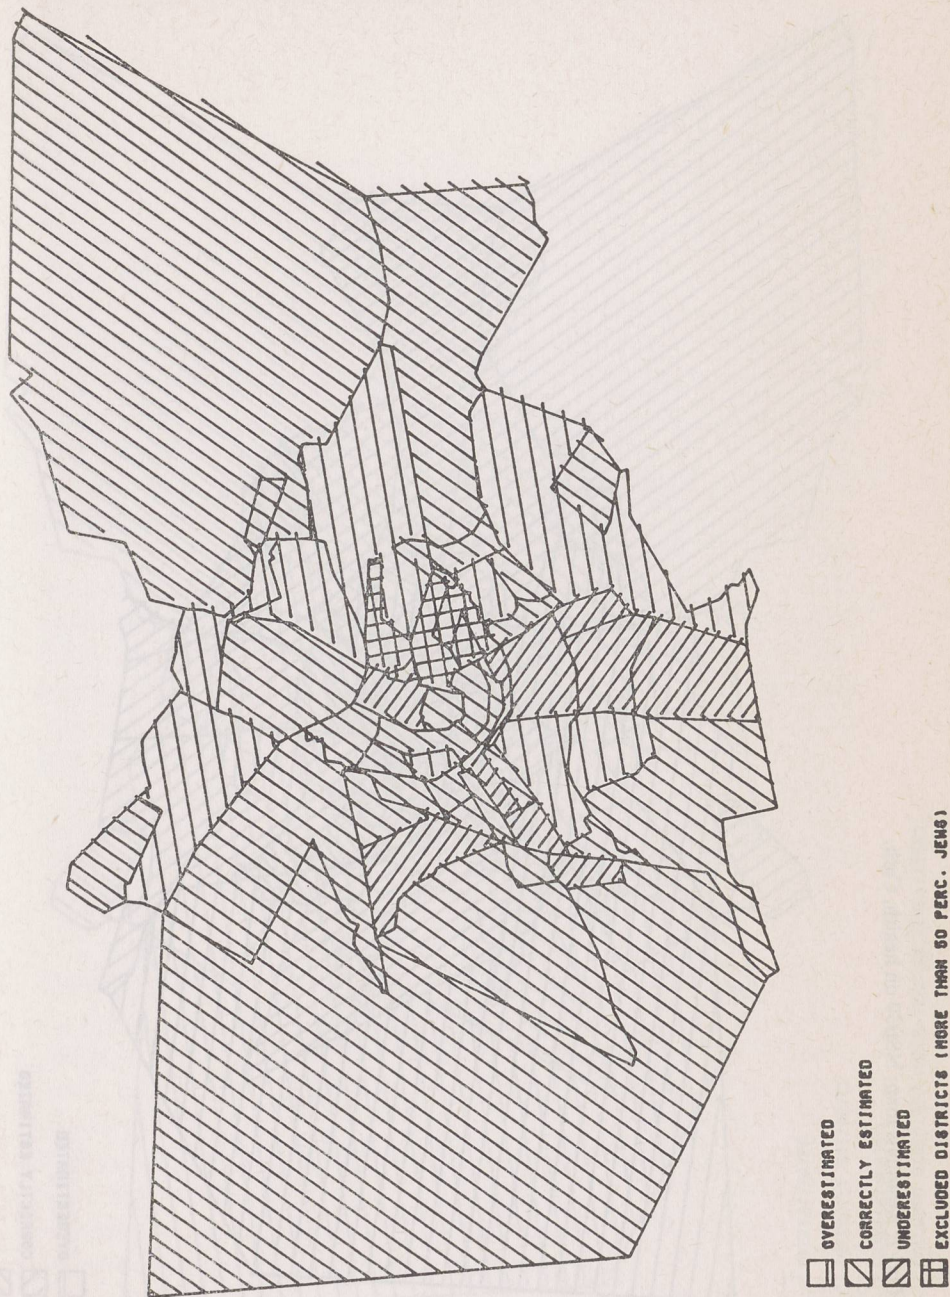 OVERESTIMATED
CORRECTLY ESTIMATED
UNDERESTIMATED
EXCLUDED DISTRICTS (MORE THAN 50 PERC. JEWS)